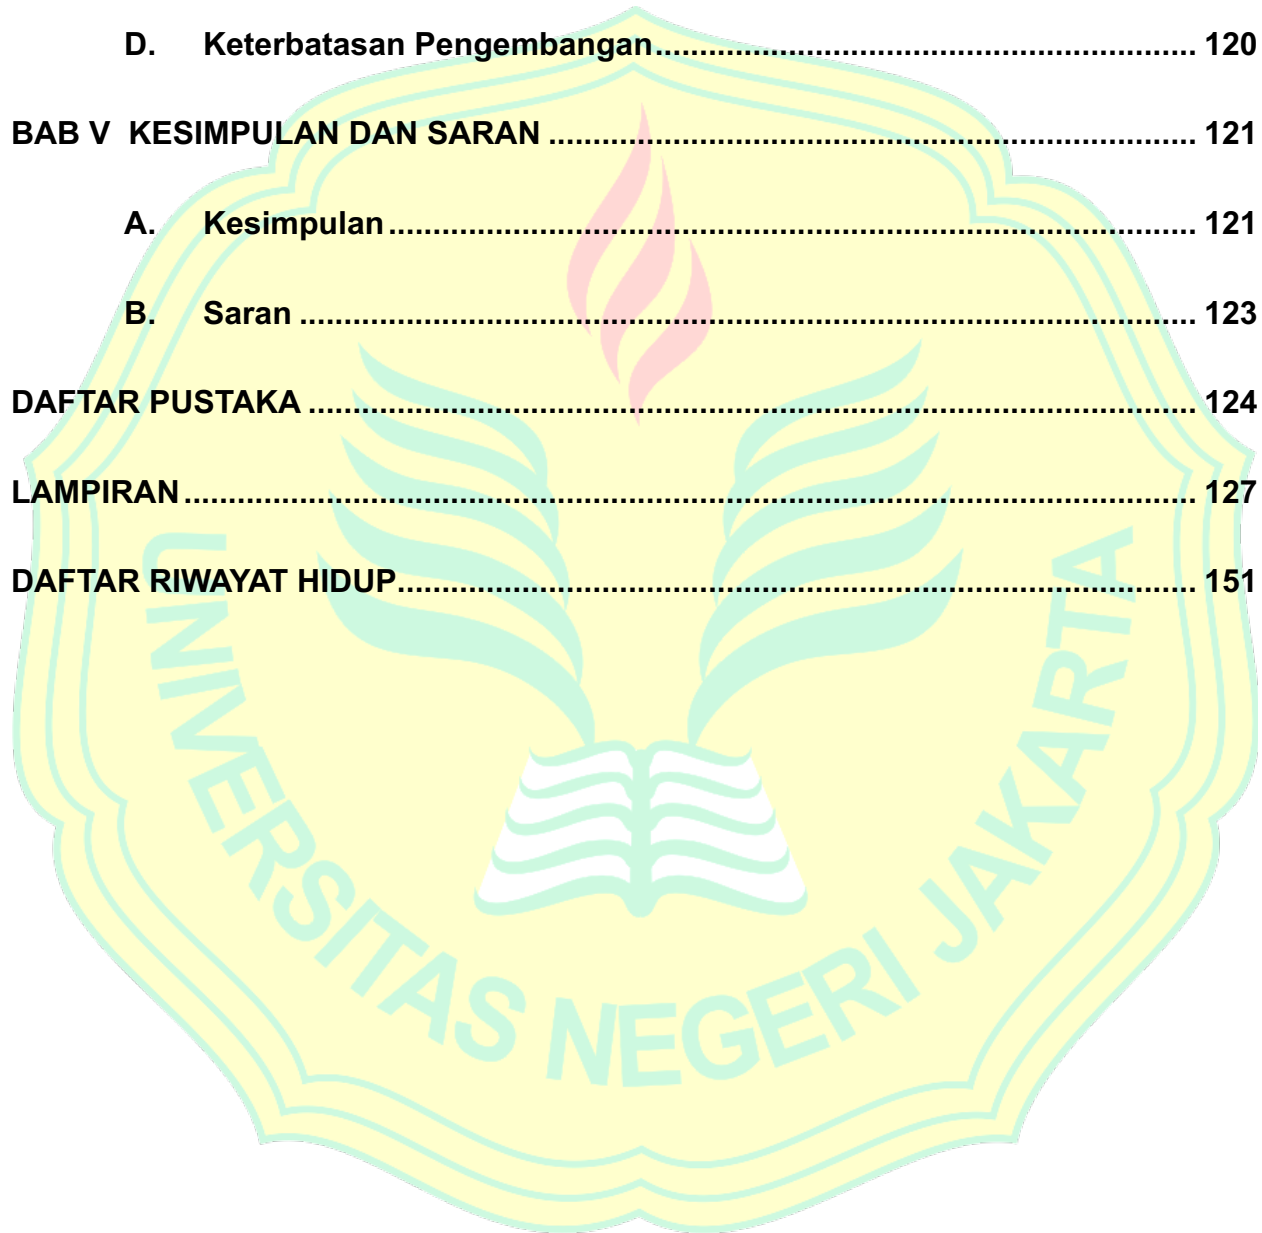 D. Keterbatasan Pengembangan................................................................ 120
BAB V  KESIMPULAN DAN SARAN ........................................................................... 121
A. Kesimpulan............................................................................................. 121
B. Saran ....................................................................................................... 123
DAFTAR PUSTAKA ....................................................................................................... 124
LAMPIRAN..................................................................................................................... 127
DAFTAR RIWAYAT HIDUP............................................................................................ 151
UNIVERSITAS NEGERI JAKARTA